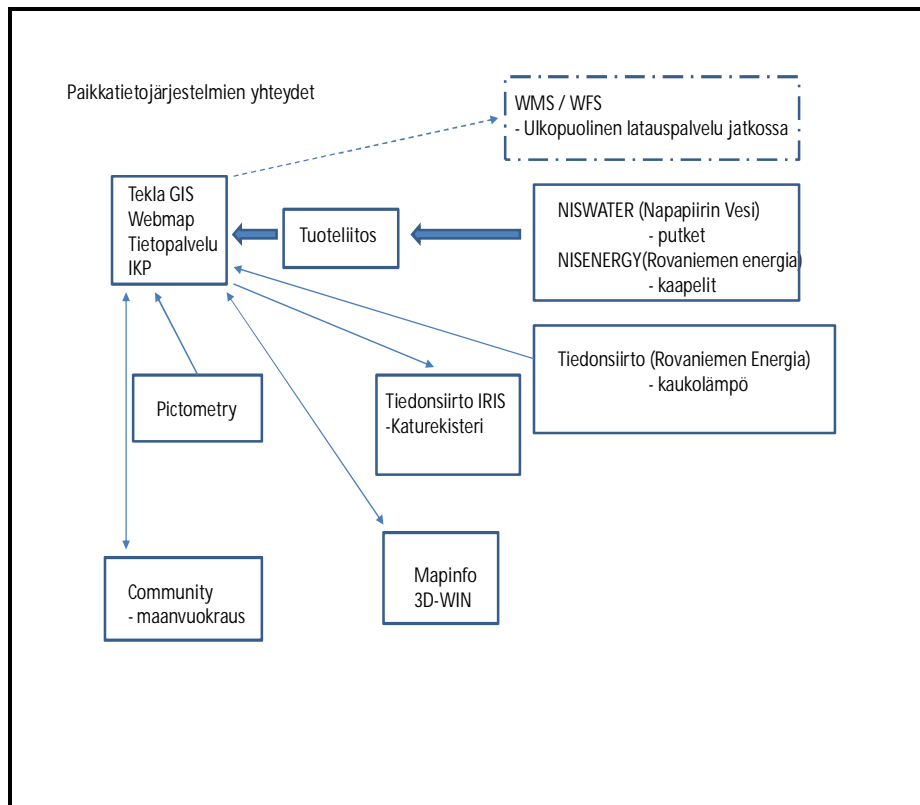 Paikkatietojärjestelmien yhteydet
WMS / WFS
- Ulkopuolinen latauspalvelu jatkossa
Tekla GIS
Webmap
Tietopalvelu
IKP
Tuoteliitos
NISWATER (Napapiirin Vesi)
- putket
NISENERGY(Rovaniemen energia)
- kaapelit
Tiedonsiirto (Rovaniemen Energia)
- kaukolämpö
Pictometry
Tiedonsiirto IRIS
-Katurekisteri
Mapinfo
3D-WIN
Community
- maanvuokraus